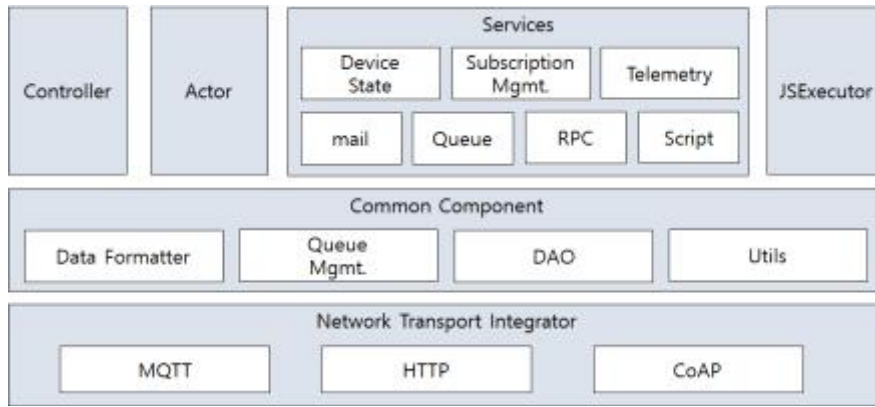 Controller
Actor
Services
Device
State
Subscription
Mgmt.
Telemetry
mail
Queue
RPC
Script
JSExecutor
Common Component
Data Formatter
Queue
Mgmt.
DAO
Utils
Network Transport Integrator
MQTT
HTTP
CoAP